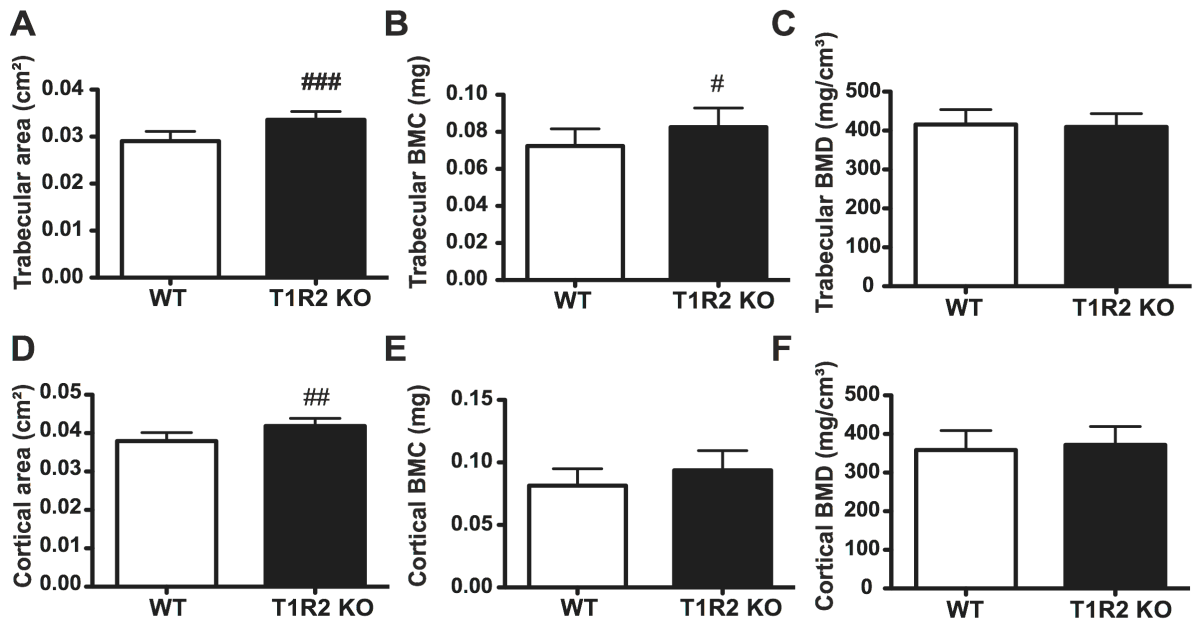 A
Trabecular area (cm²)
0.04
0.03
0.02
0.01
0.00
###
WT
T1R2 KO
B
Trabecular BMC (mg)
0.10
0.08
0.06
0.04
0.02
0.00
#
WT
T1R2 KO
C
Trabecular BMD (mg/cm³)
500
400
300
200
100
0
WT
T1R2 KO
D
Cortical area (cm²)
0.05
0.04
0.03
0.02
0.01
0.00
##
WT
T1R2 KO
E
Cortical BMC (mg)
0.15
0.10
0.05
0.00
WT
T1R2 KO
F
Cortical BMD (mg/cm³)
500
400
300
200
100
0
WT
T1R2 KO